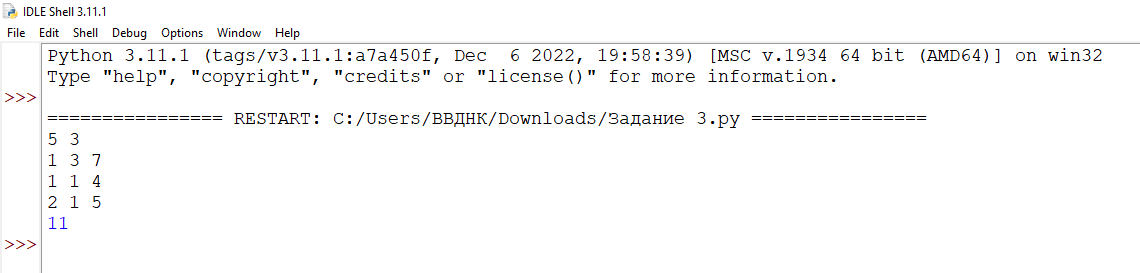 IDLE Shell 3.11.1
File Edit Shell Debug Options Window Help
Python 3.11.1 (tags/v3.11.1:a7a450f, Dec  6 2022, 19:58:39) [MSC v.1934 64 bit (AMD64)] on win32
Type "help", "copyright", "credits" or "license()" for more information.
>>>
================ RESTART: C:/Users/ВВДНК/Downloads/Задание 3.py ================
5 3
1 3 7
1 1 4
2 1 5
11
>>>